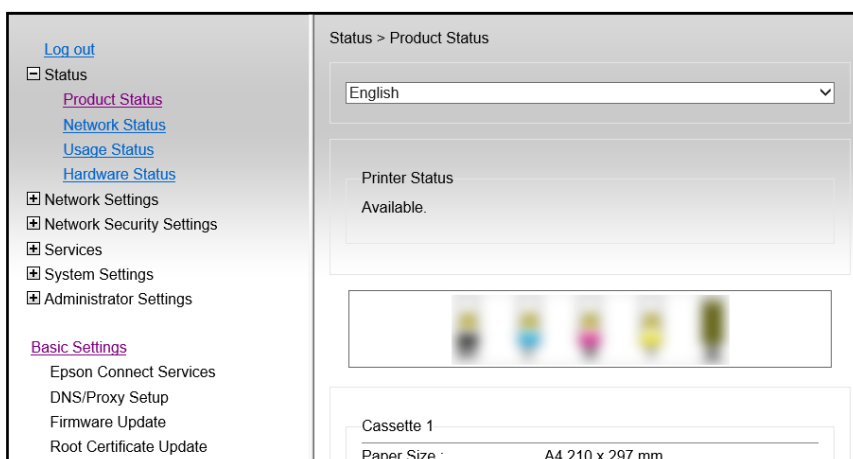 Log out
Status
Product Status
Network Status
Usage Status
Hardware Status
Network Settings
Network Security Settings
Services
System Settings
Administrator Settings
Basic Settings
Epson Connect Services
DNS/Proxy Setup
Firmware Update
Root Certificate Update
Status > Product Status
English
Printer Status
Available.
Cassette 1
Paper Size : A4 210 x 297 mm